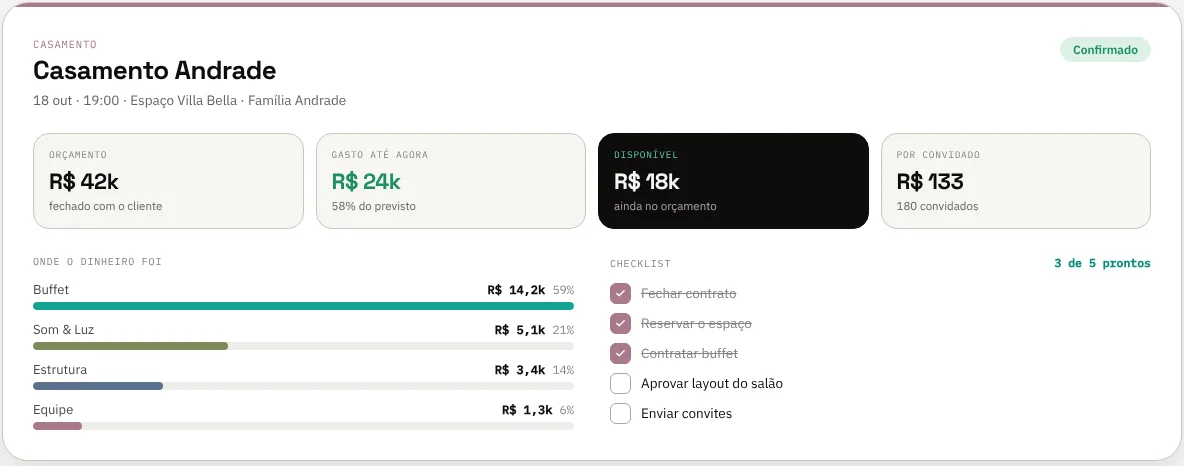 CASAMENTO
Casamento Andrade
18 out · 19:00 · Espaço Villa Bella · Família Andrade
Confirmado
ORÇAMENTO
R$ 42k
fechado com o cliente
GASTO ATÉ AGORA
R$ 24k
58% do previsto
DISPONÍVEL
R$ 18k
ainda no orçamento
POR CONVIDADO
R$ 133
180 convidados
ONDE O DINHEIRO FOI
Buffet R$ 14,2k 59%
Som & Luz R$ 5,1k 21%
Estrutura R$ 3,4k 14%
Equipe R$ 1,3k 6%
CHECKLIST 3 de 5 prontos
Fechar contrato
Reservar o espaço
Contratar buffet
Aprovar layout do salão
Enviar convites